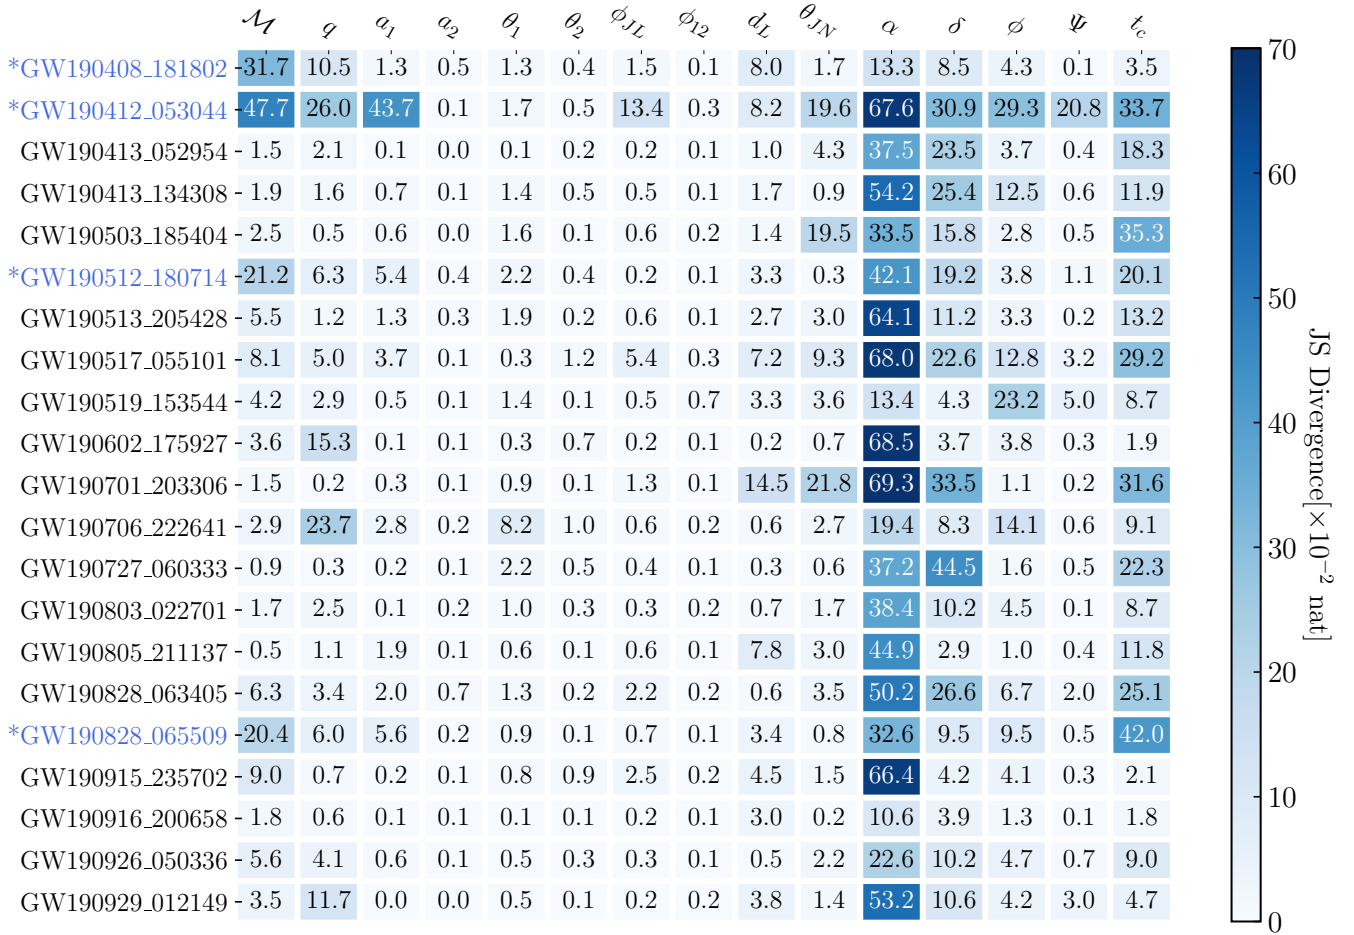 ℳ q a₁ a₂ θ₁ θ₂ ϕ_JL ϕ₁₂ d_L θ_JN α δ ϕ Ψ t_c
*GW190408_181802 31.7 10.5 1.3 0.5 1.3 0.4 1.5 0.1 8.0 1.7 13.3 8.5 4.3 0.1 3.5
*GW190412_053044 47.7 26.0 43.7 0.1 1.7 0.5 13.4 0.3 8.2 19.6 67.6 30.9 29.3 20.8 33.7
GW190413_052954 1.5 2.1 0.1 0.0 0.1 0.2 0.2 0.1 1.0 4.3 37.5 23.5 3.7 0.4 18.3
GW190413_134308 1.9 1.6 0.7 0.1 1.4 0.5 0.5 0.1 1.7 0.9 54.2 25.4 12.5 0.6 11.9
GW190503_185404 2.5 0.5 0.6 0.0 1.6 0.1 0.6 0.2 1.4 19.5 33.5 15.8 2.8 0.5 35.3
*GW190512_180714 21.2 6.3 5.4 0.4 2.2 0.4 0.2 0.1 3.3 0.3 42.1 19.2 3.8 1.1 20.1
GW190513_205428 5.5 1.2 1.3 0.3 1.9 0.2 0.6 0.1 2.7 3.0 64.1 11.2 3.3 0.2 13.2
GW190517_055101 8.1 5.0 3.7 0.1 0.3 1.2 5.4 0.3 7.2 9.3 68.0 22.6 12.8 3.2 29.2
GW190519_153544 4.2 2.9 0.5 0.1 1.4 0.1 0.5 0.7 3.3 3.6 13.4 4.3 23.2 5.0 8.7
GW190602_175927 3.6 15.3 0.1 0.1 0.3 0.7 0.2 0.1 0.2 0.7 68.5 3.7 3.8 0.3 1.9
GW190701_203306 1.5 0.2 0.3 0.1 0.9 0.1 1.3 0.1 14.5 21.8 69.3 33.5 1.1 0.2 31.6
GW190706_222641 2.9 23.7 2.8 0.2 8.2 1.0 0.6 0.2 0.6 2.7 19.4 8.3 14.1 0.6 9.1
GW190727_060333 0.9 0.3 0.2 0.1 2.2 0.5 0.4 0.1 0.3 0.6 37.2 44.5 1.6 0.5 22.3
GW190803_022701 1.7 2.5 0.1 0.2 1.0 0.3 0.3 0.2 0.7 1.7 38.4 10.2 4.5 0.1 8.7
GW190805_211137 0.5 1.1 1.9 0.1 0.6 0.1 0.6 0.1 7.8 3.0 44.9 2.9 1.0 0.4 11.8
GW190828_063405 6.3 3.4 2.0 0.7 1.3 0.2 2.2 0.2 0.6 3.5 50.2 26.6 6.7 2.0 25.1
*GW190828_065509 20.4 6.0 5.6 0.2 0.9 0.1 0.7 0.1 3.4 0.8 32.6 9.5 9.5 0.5 42.0
GW190915_235702 9.0 0.7 0.2 0.1 0.8 0.9 2.5 0.2 4.5 1.5 66.4 4.2 4.1 0.3 2.1
GW190916_200658 1.8 0.6 0.1 0.1 0.1 0.1 0.2 0.1 3.0 0.2 10.6 3.9 1.3 0.1 1.8
GW190926_050336 5.6 4.1 0.6 0.1 0.5 0.3 0.3 0.1 0.5 2.2 22.6 10.2 4.7 0.7 9.0
GW190929_012149 3.5 11.7 0.0 0.0 0.5 0.1 0.2 0.2 3.8 1.4 53.2 10.6 4.2 3.0 4.7
70
60
50
40
30
20
10
0
JS Divergence[×10⁻² nat]